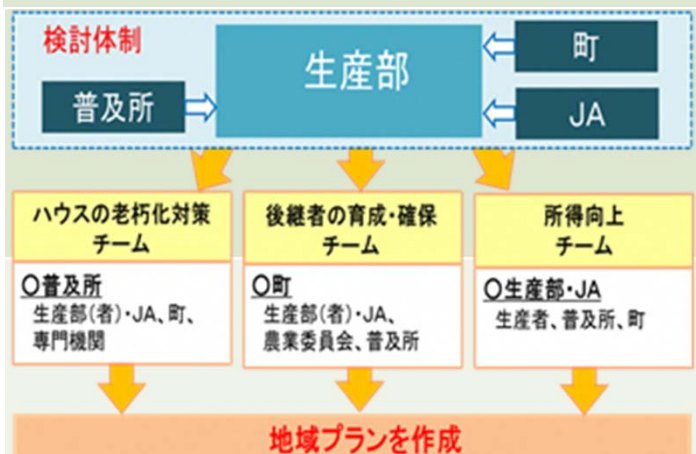 検討体制
生産部
町
普及所
JA
ハウスの老朽化対策
チーム
〇普及所
生産部(者)・JA、町、
専門機関
後継者の育成・確保
チーム
〇町
生産部(者)・JA、
農業委員会、普及所
所得向上
チーム
〇生産部・JA
生産者、普及所、町
地域プランを作成